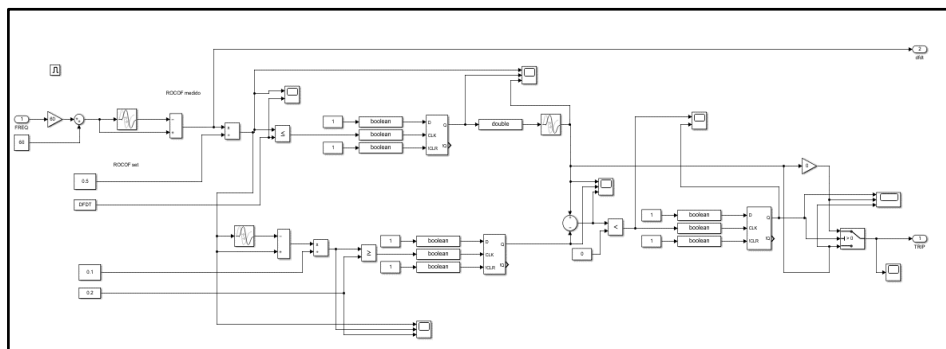 2
dfdt
ROCOF medido
1
FREQ
60
60
ROCOF set
0.5
DFDT
≤
1
boolean
D
Q
1
boolean
CLK
1
boolean
!CLR
!Q
double
0
0.1
0.2
≥
1
boolean
D
Q
boolean
CLK
1
boolean
!CLR
!Q
0
<
1
boolean
D
Q
boolean
CLK
1
boolean
!CLR
!Q
> 0
1
TRIP